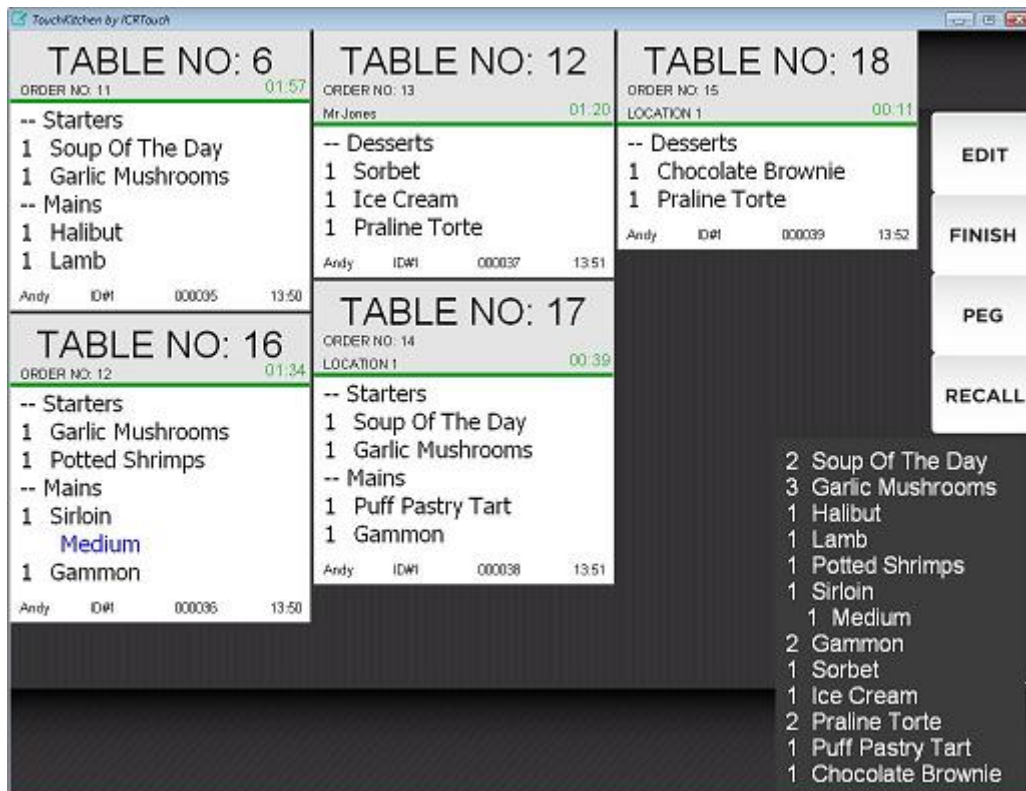 TouchKitchen by ICRTouch
TABLE NO: 6
ORDER NO: 11 01:57
-- Starters
1 Soup Of The Day
1 Garlic Mushrooms
-- Mains
1 Halibut
1 Lamb
Andy ID#1 000035 13:50
TABLE NO: 16
ORDER NO: 12 01:34
-- Starters
1 Garlic Mushrooms
1 Potted Shrimps
-- Mains
1 Sirloin
Medium
1 Gammon
Andy ID#1 000036 13:50
TABLE NO: 12
ORDER NO: 13
Mr Jones 01:20
-- Desserts
1 Sorbet
1 Ice Cream
1 Praline Torte
Andy ID#1 000037 13:51
TABLE NO: 17
ORDER NO: 14
LOCATION 1 00:39
-- Starters
1 Soup Of The Day
1 Garlic Mushrooms
-- Mains
1 Puff Pastry Tart
1 Gammon
Andy ID#1 000038 13:51
TABLE NO: 18
ORDER NO: 15
LOCATION 1 00:11
-- Desserts
1 Chocolate Brownie
1 Praline Torte
Andy ID#1 000039 13:52
EDIT
FINISH
PEG
RECALL
2 Soup Of The Day
3 Garlic Mushrooms
1 Halibut
1 Lamb
1 Potted Shrimps
1 Sirloin
1 Medium
2 Gammon
1 Sorbet
1 Ice Cream
2 Praline Torte
1 Puff Pastry Tart
1 Chocolate Brownie